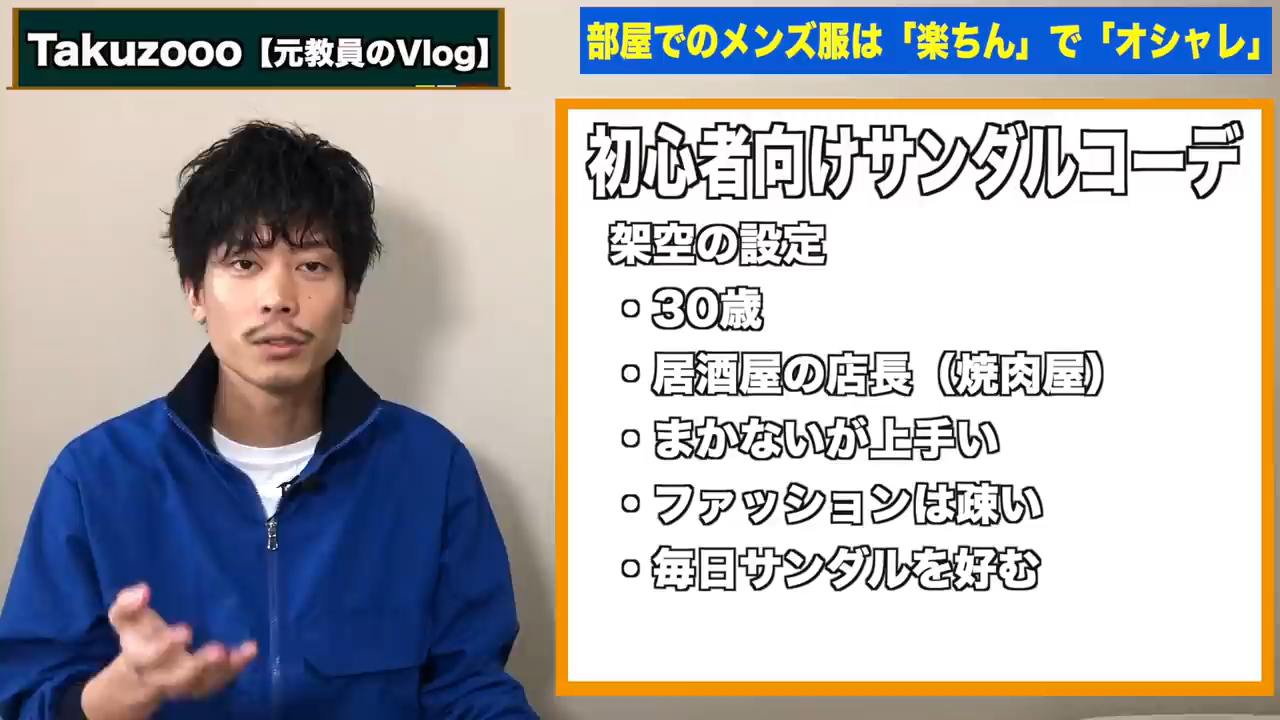 Takuzooo【元教員のVlog】
部屋でのメンズ服は「楽ちん」で「オシャレ」
初心者向けサンダルコーデ
架空の設定
・30歳
・居酒屋の店長（焼肉屋）
・まかないが上手い
・ファッションは疎い
・毎日サンダルを好む